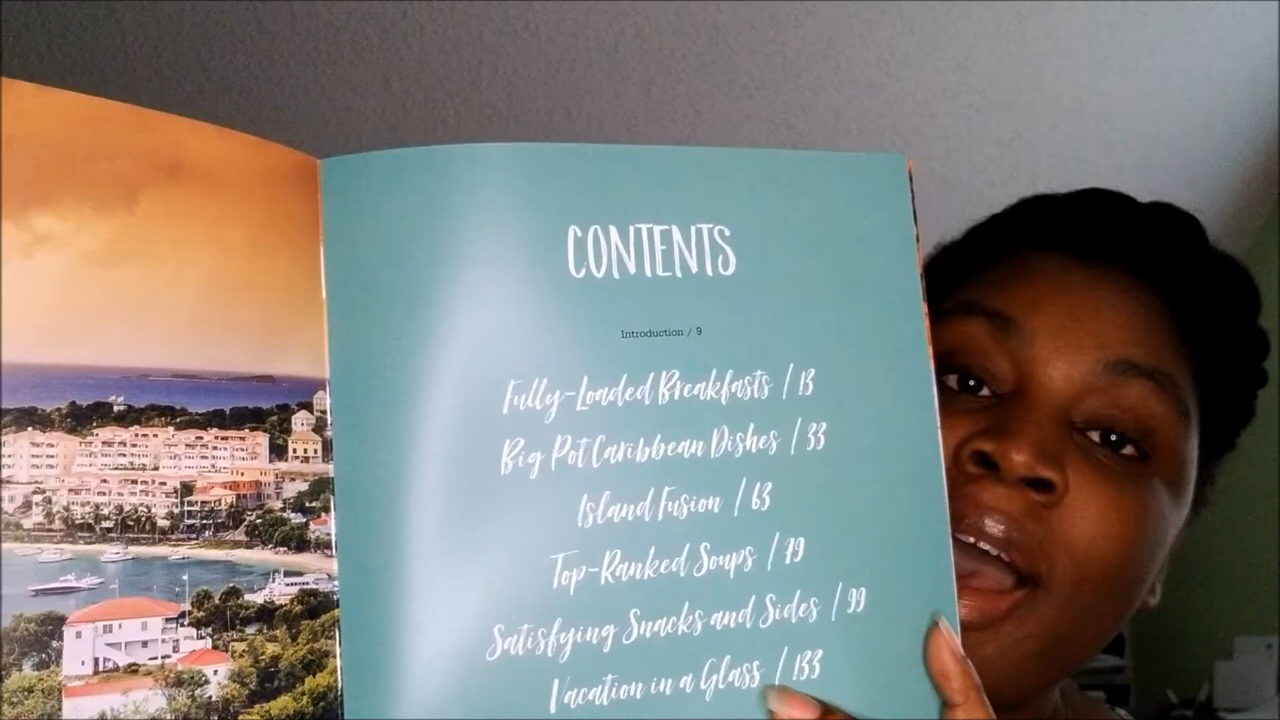 CONTENTS
Introduction / 9
Fully-Loaded Breakfasts / 13
Big Pot Caribbean Dishes / 33
Island Fusion / 63
Top-Ranked Soups / 79
Satisfying Snacks and Sides / 99
Vacation in a Glass / 133